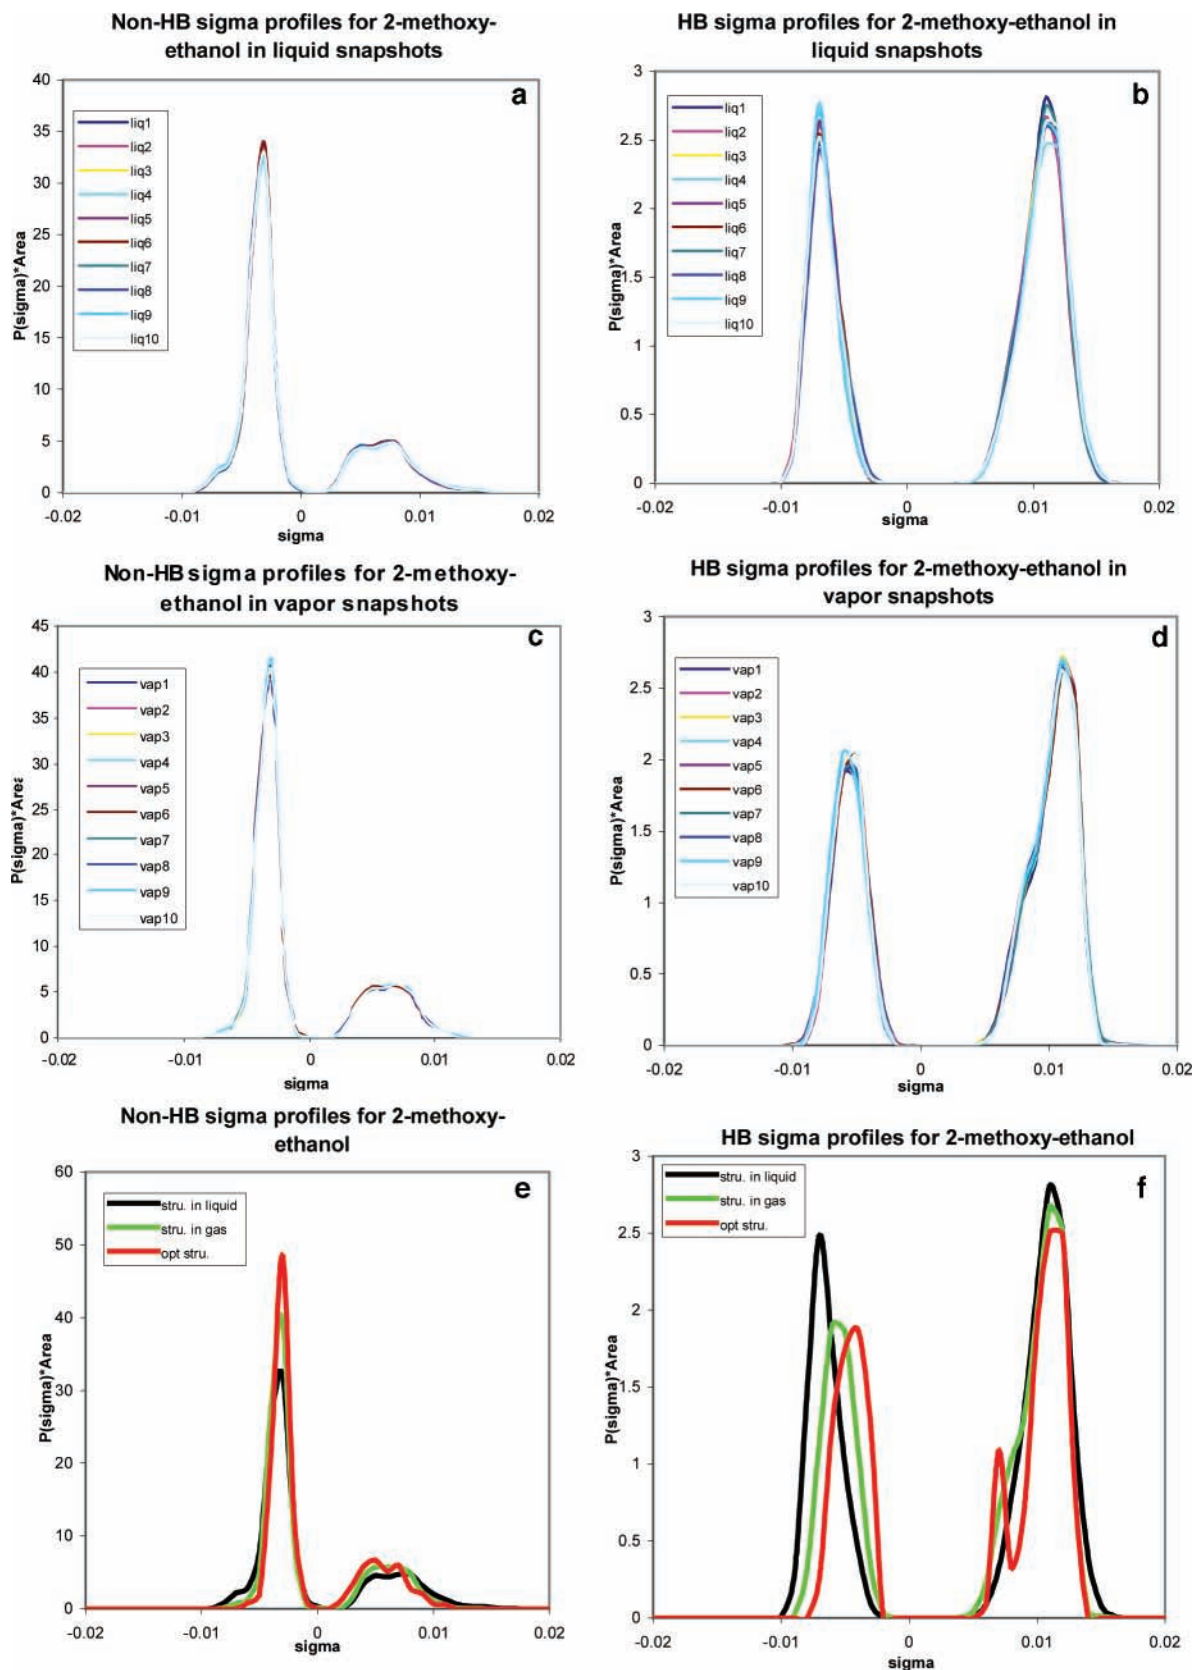 Non-HB sigma profiles for 2-methoxy-
ethanol in liquid snapshots
a
40
35
30
25
20
15
10
5
0
P(sigma)*Area
liq1
liq2
liq3
liq4
liq5
liq6
liq7
liq8
liq9
liq10
-0.02
-0.01
0
0.01
0.02
sigma
HB sigma profiles for 2-methoxy-ethanol in
liquid snapshots
b
3
2.5
2
1.5
1
0.5
0
P(sigma)*Area
liq1
liq2
liq3
liq4
liq5
liq6
liq7
liq8
liq9
liq10
-0.02
-0.01
0
0.01
0.02
sigma
Non-HB sigma profiles for 2-methoxy-
ethanol in vapor snapshots
c
45
40
35
30
25
20
15
10
5
0
P(sigma)*Area
vap1
vap2
vap3
vap4
vap5
vap6
vap7
vap8
vap9
vap10
-0.02
-0.01
0
0.01
0.02
sigma
HB sigma profiles for 2-methoxy-ethanol in
vapor snapshots
d
3
2.5
2
1.5
1
0.5
0
P(sigma)*Area
vap1
vap2
vap3
vap4
vap5
vap6
vap7
vap8
vap9
vap10
-0.02
-0.01
0
0.01
0.02
sigma
Non-HB sigma profiles for 2-methoxy-
ethanol
e
60
50
40
30
20
10
0
P(sigma)*Area
stru. in liquid
stru. in gas
opt stru.
-0.02
-0.01
0
0.01
0.02
sigma
HB sigma profiles for 2-methoxy-ethanol
f
3
2.5
2
1.5
1
0.5
0
P(sigma)*Area
stru. in liquid
stru. in gas
opt stru.
-0.02
-0.01
0
0.01
0.02
sigma